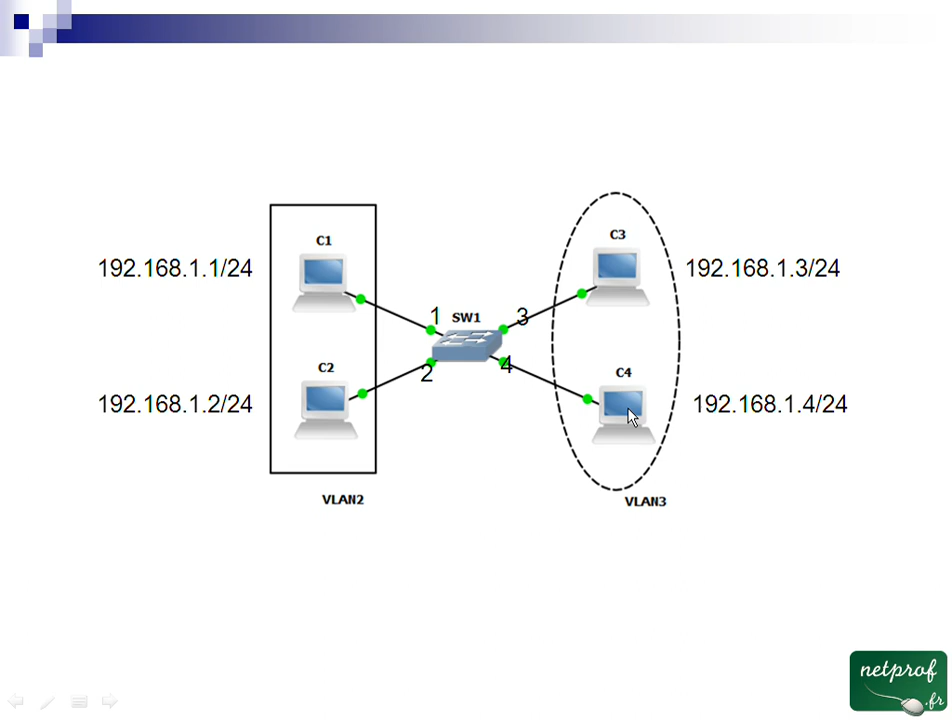 C1
192.168.1.1/24
C3
192.168.1.3/24
1
SW1
3
C2
192.168.1.2/24
2
4
C4
192.168.1.4/24
VLAN2
VLAN3
netprof
.fr